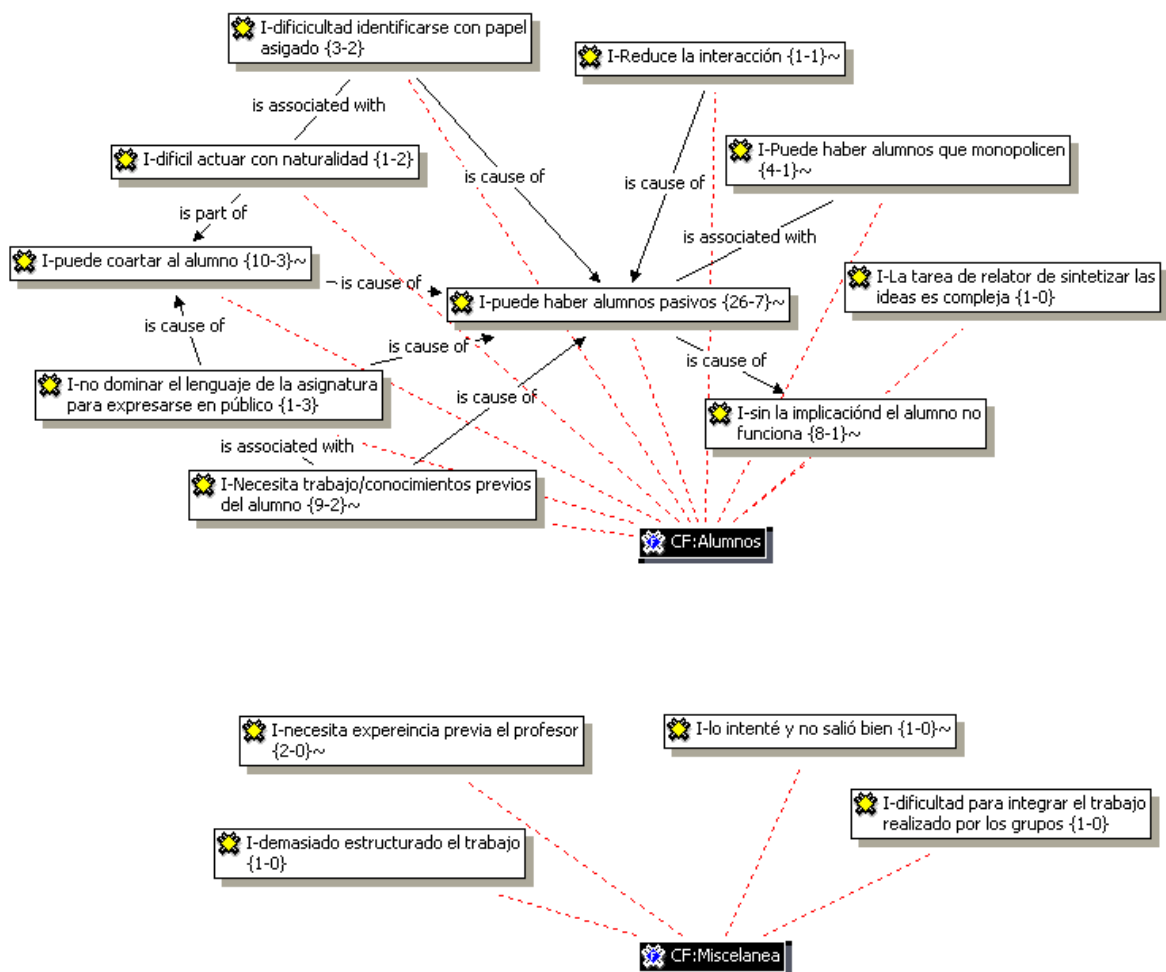 I-dificicultad identificarse con papel
asigado {3-2}
I-Reduce la interacción {1-1}~
is associated with
I-dificil actuar con naturalidad {1-2}
I-Puede haber alumnos que monopolicen
{4-1}~
is cause of
is cause of
is part of
is associated with
I-puede coartar al alumno {10-3}~
is cause of
I-puede haber alumnos pasivos {26-7}~
I-La tarea de relator de sintetizar las
ideas es compleja {1-0}
is cause of
is cause of
is cause of
I-no dominar el lenguaje de la asignatura
para expresarse en público {1-3}
is cause of
I-sin la implicaciónd el alumno no
funciona {8-1}~
is associated with
I-Necesita trabajo/conocimientos previos
del alumno {9-2}~
CF:Alumnos
I-necesita expereincia previa el profesor
{2-0}~
I-lo intenté y no salió bien {1-0}~
I-dificultad para integrar el trabajo
realizado por los grupos {1-0}
I-demasiado estructurado el trabajo
{1-0}
CF:Miscelanea